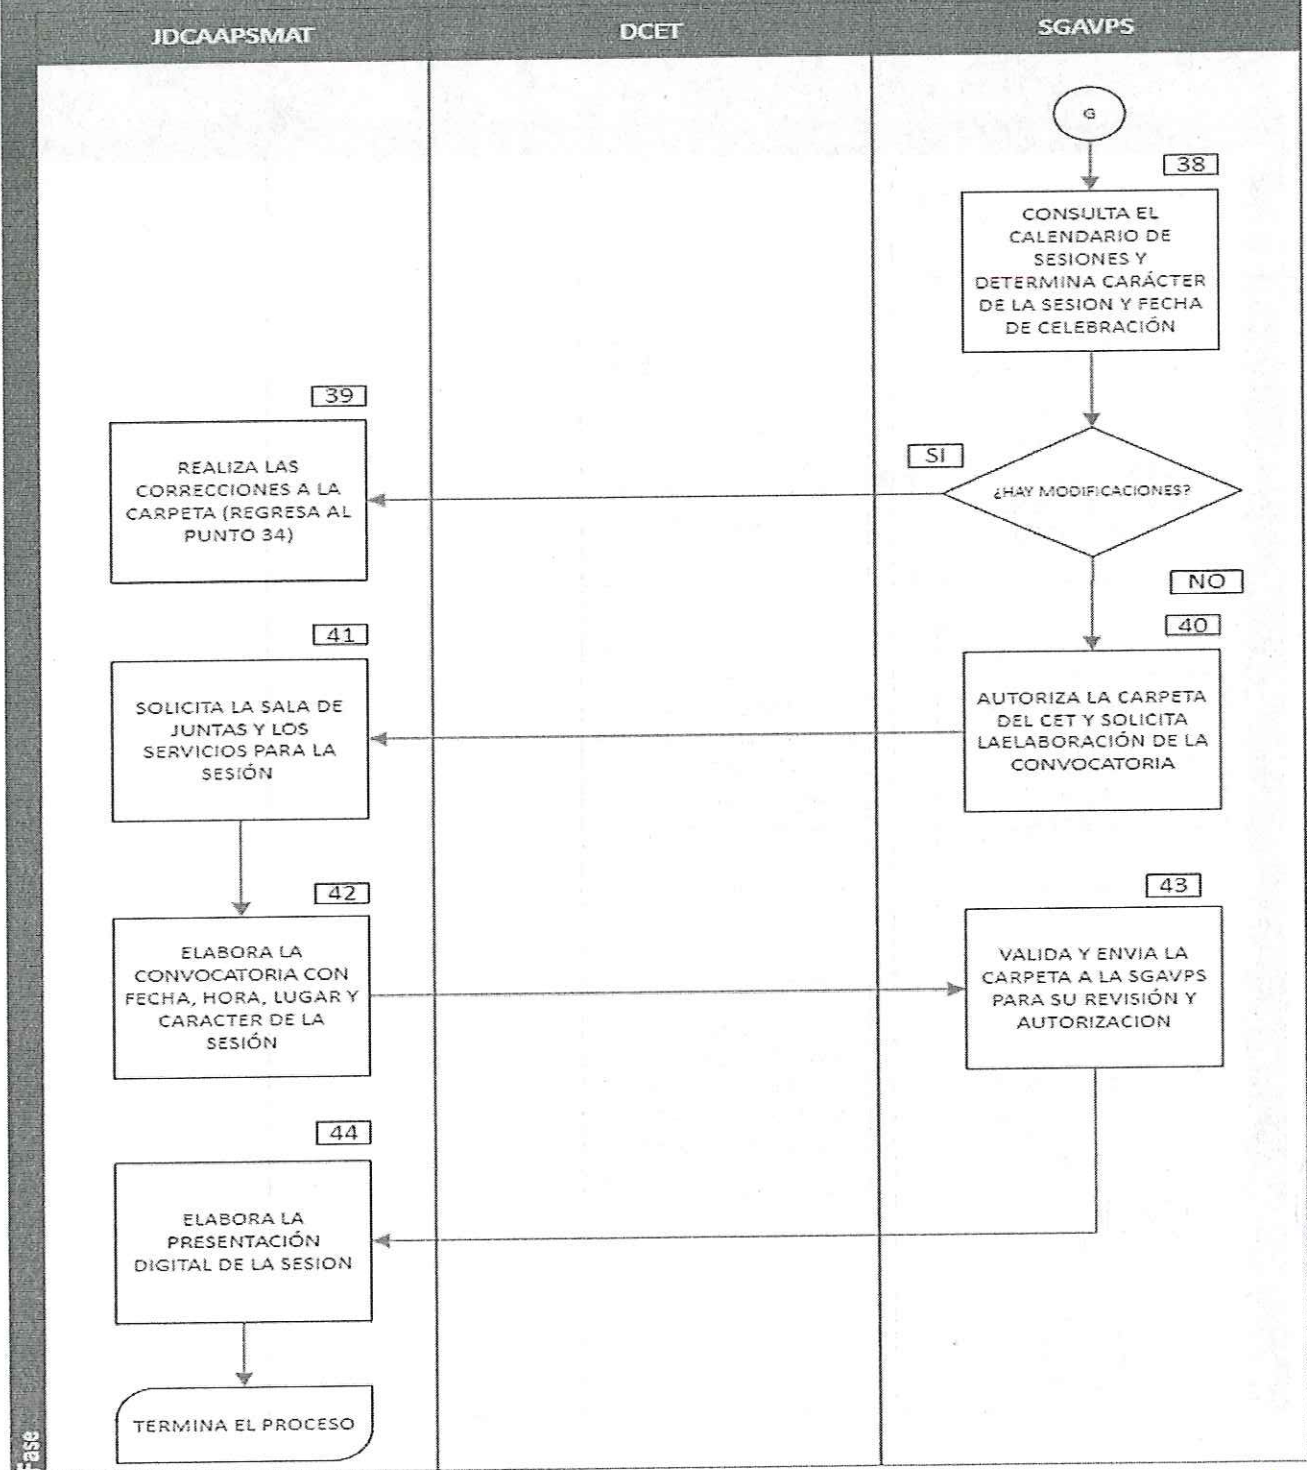 JDCAAPSMAT
DCET
SGAVPS
G
38
CONSULTA EL
CALENDARIO DE
SESIONES Y
DETERMINA CARÁCTER
DE LA SESION Y FECHA
DE CELEBRACIÓN
39
REALIZA LAS
CORRECCIONES A LA
CARPETA (REGRESA AL
PUNTO 34)
SI
¿HAY MODIFICACIONES?
NO
40
AUTORIZA LA CARPETA
DEL CET Y SOLICITA
LAELABORACIÓN DE LA
CONVOCATORIA
41
SOLICITA LA SALA DE
JUNTAS Y LOS
SERVICIOS PARA LA
SESIÓN
42
ELABORA LA
CONVOCATORIA CON
FECHA, HORA, LUGAR Y
CARACTER DE LA
SESIÓN
43
VALIDA Y ENVIA LA
CARPETA A LA SGAVPS
PARA SU REVISIÓN Y
AUTORIZACION
44
ELABORA LA
PRESENTACIÓN
DIGITAL DE LA SESION
TERMINA EL PROCESO
Fase